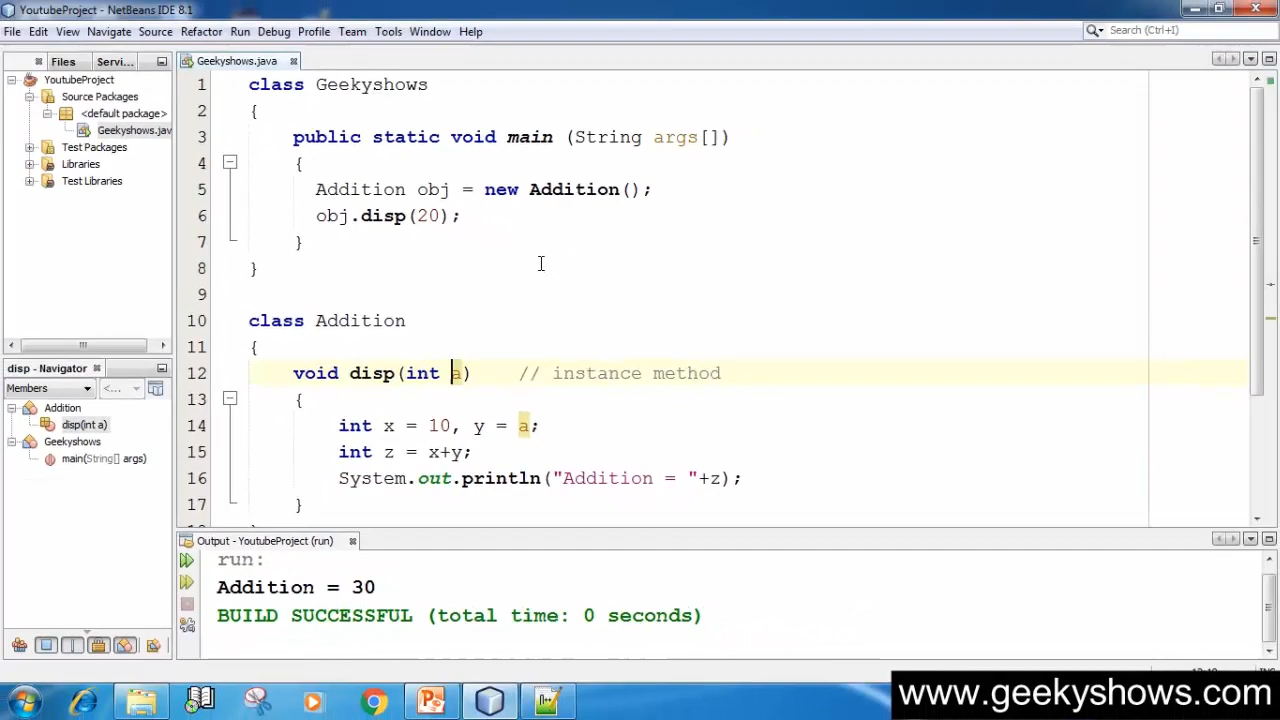 YoutubeProject - NetBeans IDE 8.1
File Edit View Navigate Source Refactor Run Debug Profile Team Tools Window Help
Search (Ctrl+I)
Files Servi...
Geekyshows.java
YoutubeProject
Source Packages
<default package>
Geekyshows.jav
Test Packages
Libraries
Test Libraries
1 class Geekyshows
2 {
3 public static void main (String args[])
4 {
5 Addition obj = new Addition();
6 obj.disp(20);
7 }
8 }
9
10 class Addition
11 {
12 void disp(int a) // instance method
13 {
14 int x = 10, y = a;
15 int z = x+y;
16 System.out.println("Addition = "+z);
17 }
disp - Navigator
Members <...
Addition
disp(int a)
Geekyshows
main(String[] args)
Output - YoutubeProject (run)
run:
Addition = 30
BUILD SUCCESSFUL (total time: 0 seconds)
www.geekyshows.com